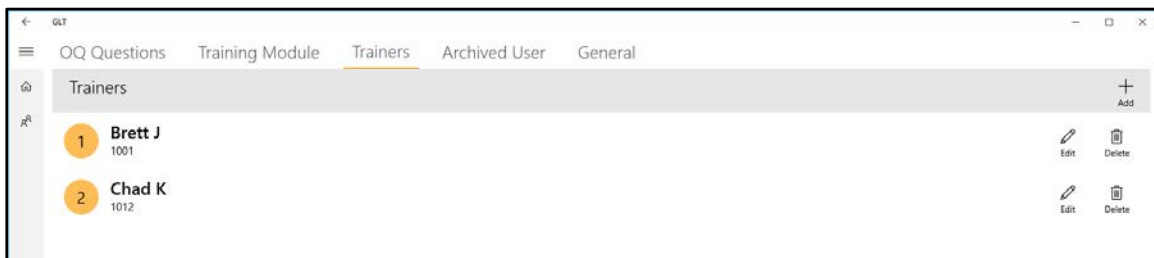 GLT
OQ Questions Training Module Trainers Archived User General
Trainers
Add
1 Brett J
1001
Edit Delete
2 Chad K
1012
Edit Delete